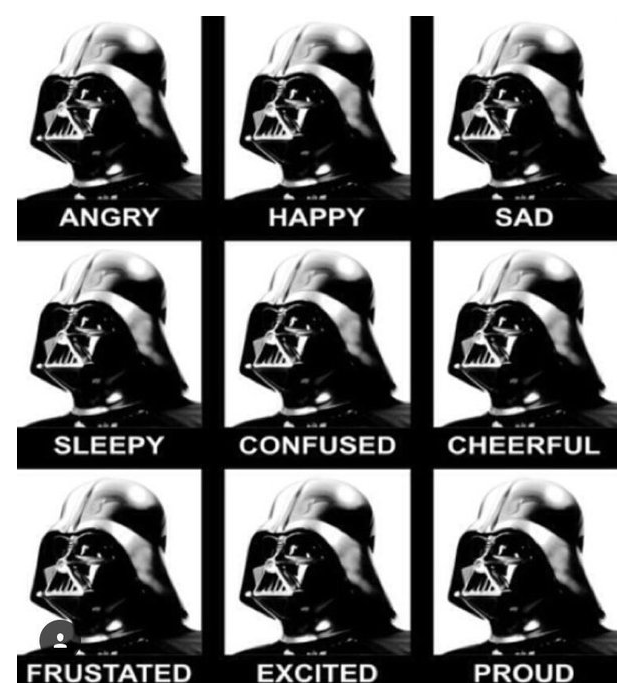 ANGRY HAPPY SAD
SLEEPY CONFUSED CHEERFUL
FRUSTATED EXCITED PROUD